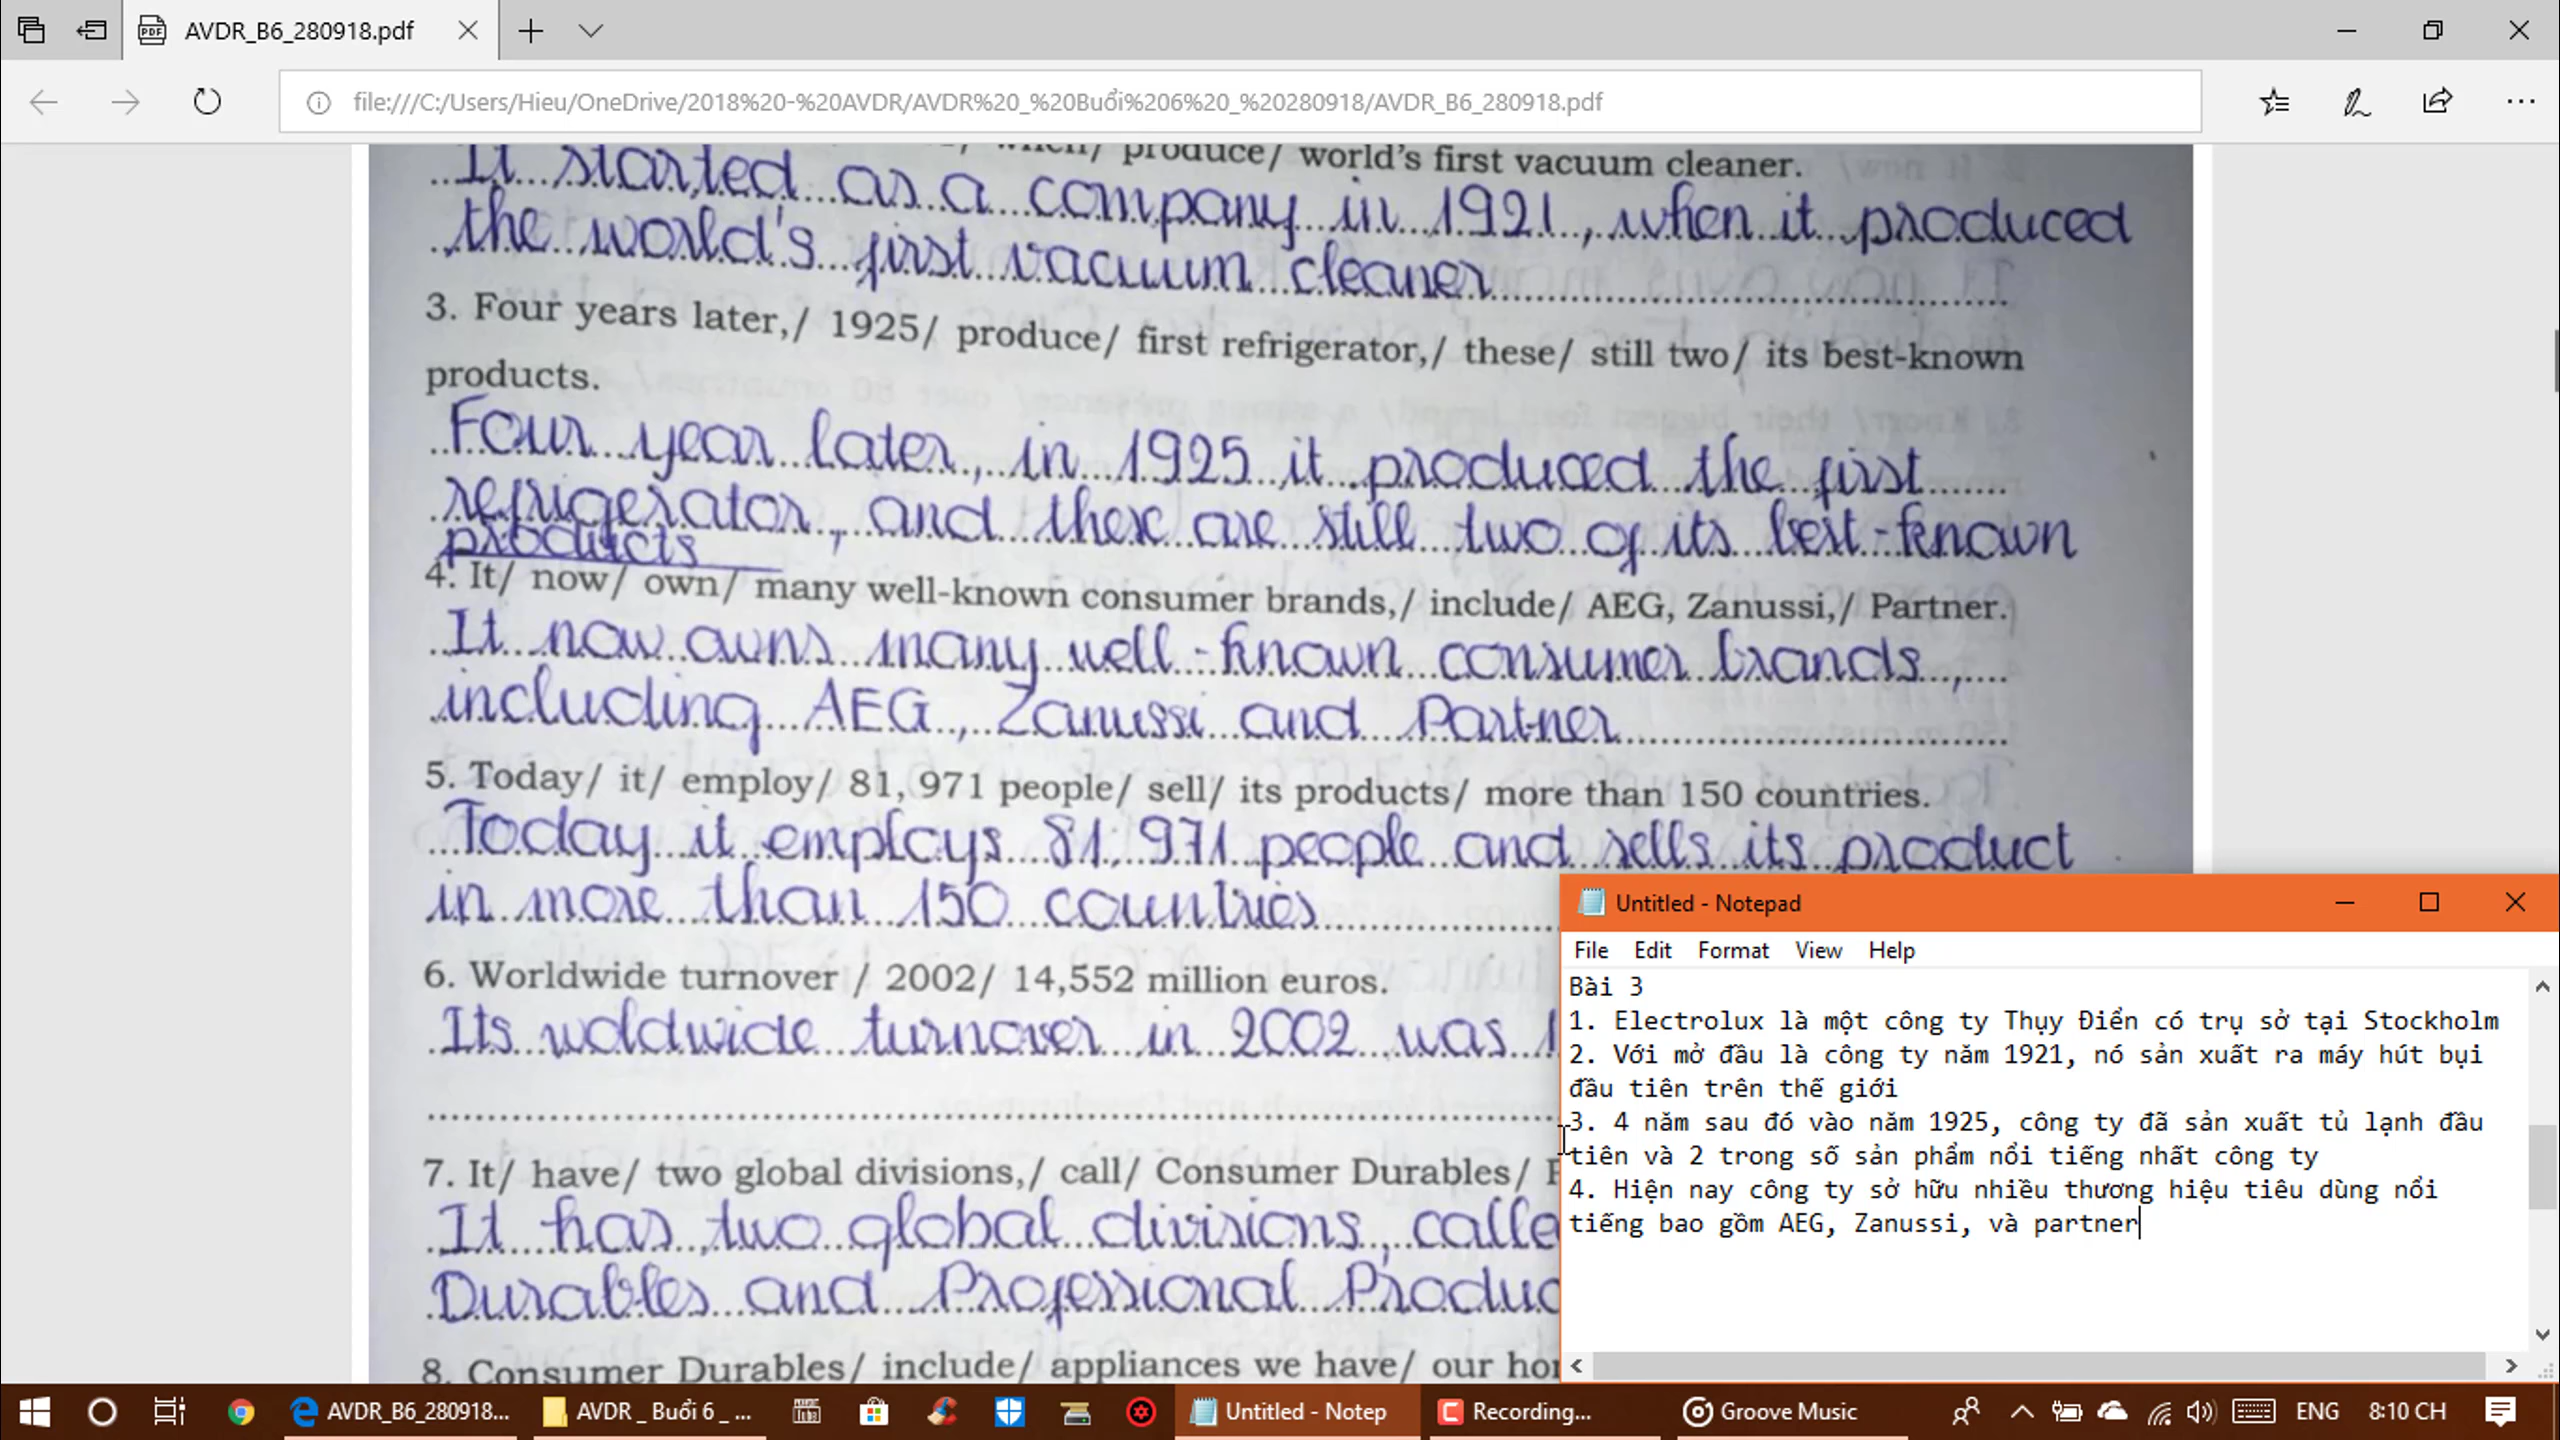 AVDR_B6_280918.pdf
file:///C:/Users/Hieu/OneDrive/2018%20-%20AVDR/AVDR%20_%20Buổi%206%20_%20280918/AVDR_B6_280918.pdf
when/ produce/ world's first vacuum cleaner.
It started as a company in 1921, when it produced
the world's first vacuum cleaner
3. Four years later,/ 1925/ produce/ first refrigerator,/ these/ still two/ its best-known
products.
Four year later, in 1925 it produced the first
refrigerator, and these are still two of its best-known
products
4. It/ now/ own/ many well-known consumer brands,/ include/ AEG, Zanussi,/ Partner.
It now owns many well-known consumer brands,
including AEG, Zanussi and Partner
5. Today/ it/ employ/ 81,971 people/ sell/ its products/ more than 150 countries.
Today it employs 81,971 people and sells its product
in more than 150 countries
6. Worldwide turnover / 2002/ 14,552 million euros.
Its woldwide turnover in 2002 was
7. It/ have/ two global divisions,/ call/ Consumer Durables/
It has two global divisions, calle
Durables and Professional Produc
8. Consumer Durables/ include/ appliances we have/ our ho
Untitled - Notepad
File Edit Format View Help
Bài 3
1. Electrolux là một công ty Thụy Điển có trụ sở tại Stockholm
2. Với mở đầu là công ty năm 1921, nó sản xuất ra máy hút bụi
đầu tiên trên thế giới
3. 4 năm sau đó vào năm 1925, công ty đã sản xuất tủ lạnh đầu
tiên và 2 trong số sản phẩm nổi tiếng nhất công ty
4. Hiện nay công ty sở hữu nhiều thương hiệu tiêu dùng nổi
tiếng bao gồm AEG, Zanussi, và partner
AVDR_B6_280918... AVDR _ Buổi 6 _ ... Untitled - Notep Recording... Groove Music ENG 8:10 CH